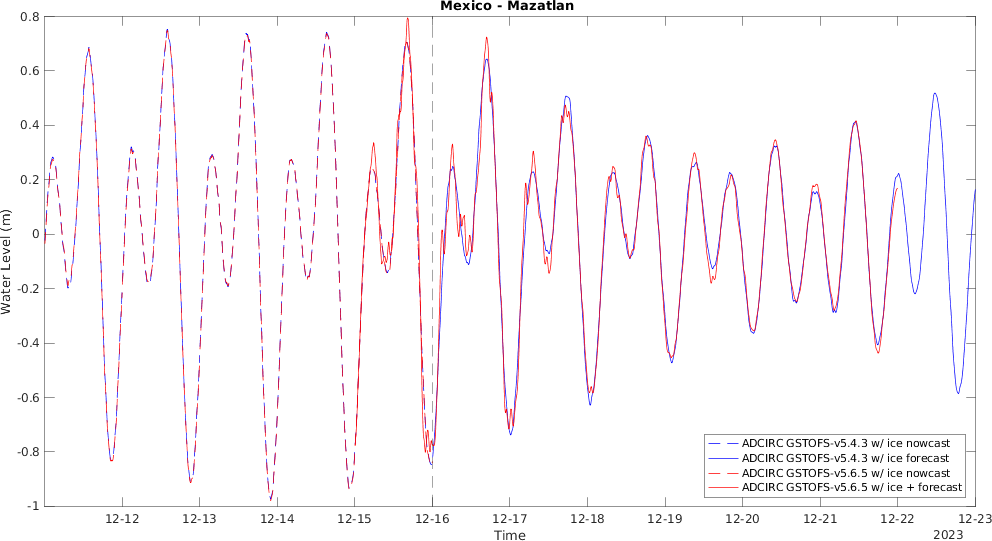 Mexico - Mazatlan
0.8
0.6
0.4
0.2
0
-0.2
-0.4
-0.6
-0.8
-1
Water Level (m)
ADCIRC GSTOFS-v5.4.3 w/ ice nowcast
ADCIRC GSTOFS-v5.4.3 w/ ice forecast
ADCIRC GSTOFS-v5.6.5 w/ ice nowcast
ADCIRC GSTOFS-v5.6.5 w/ ice + forecast
12-12 12-13 12-14 12-15 12-16 12-17 12-18 12-19 12-20 12-21 12-22 12-23
Time
2023